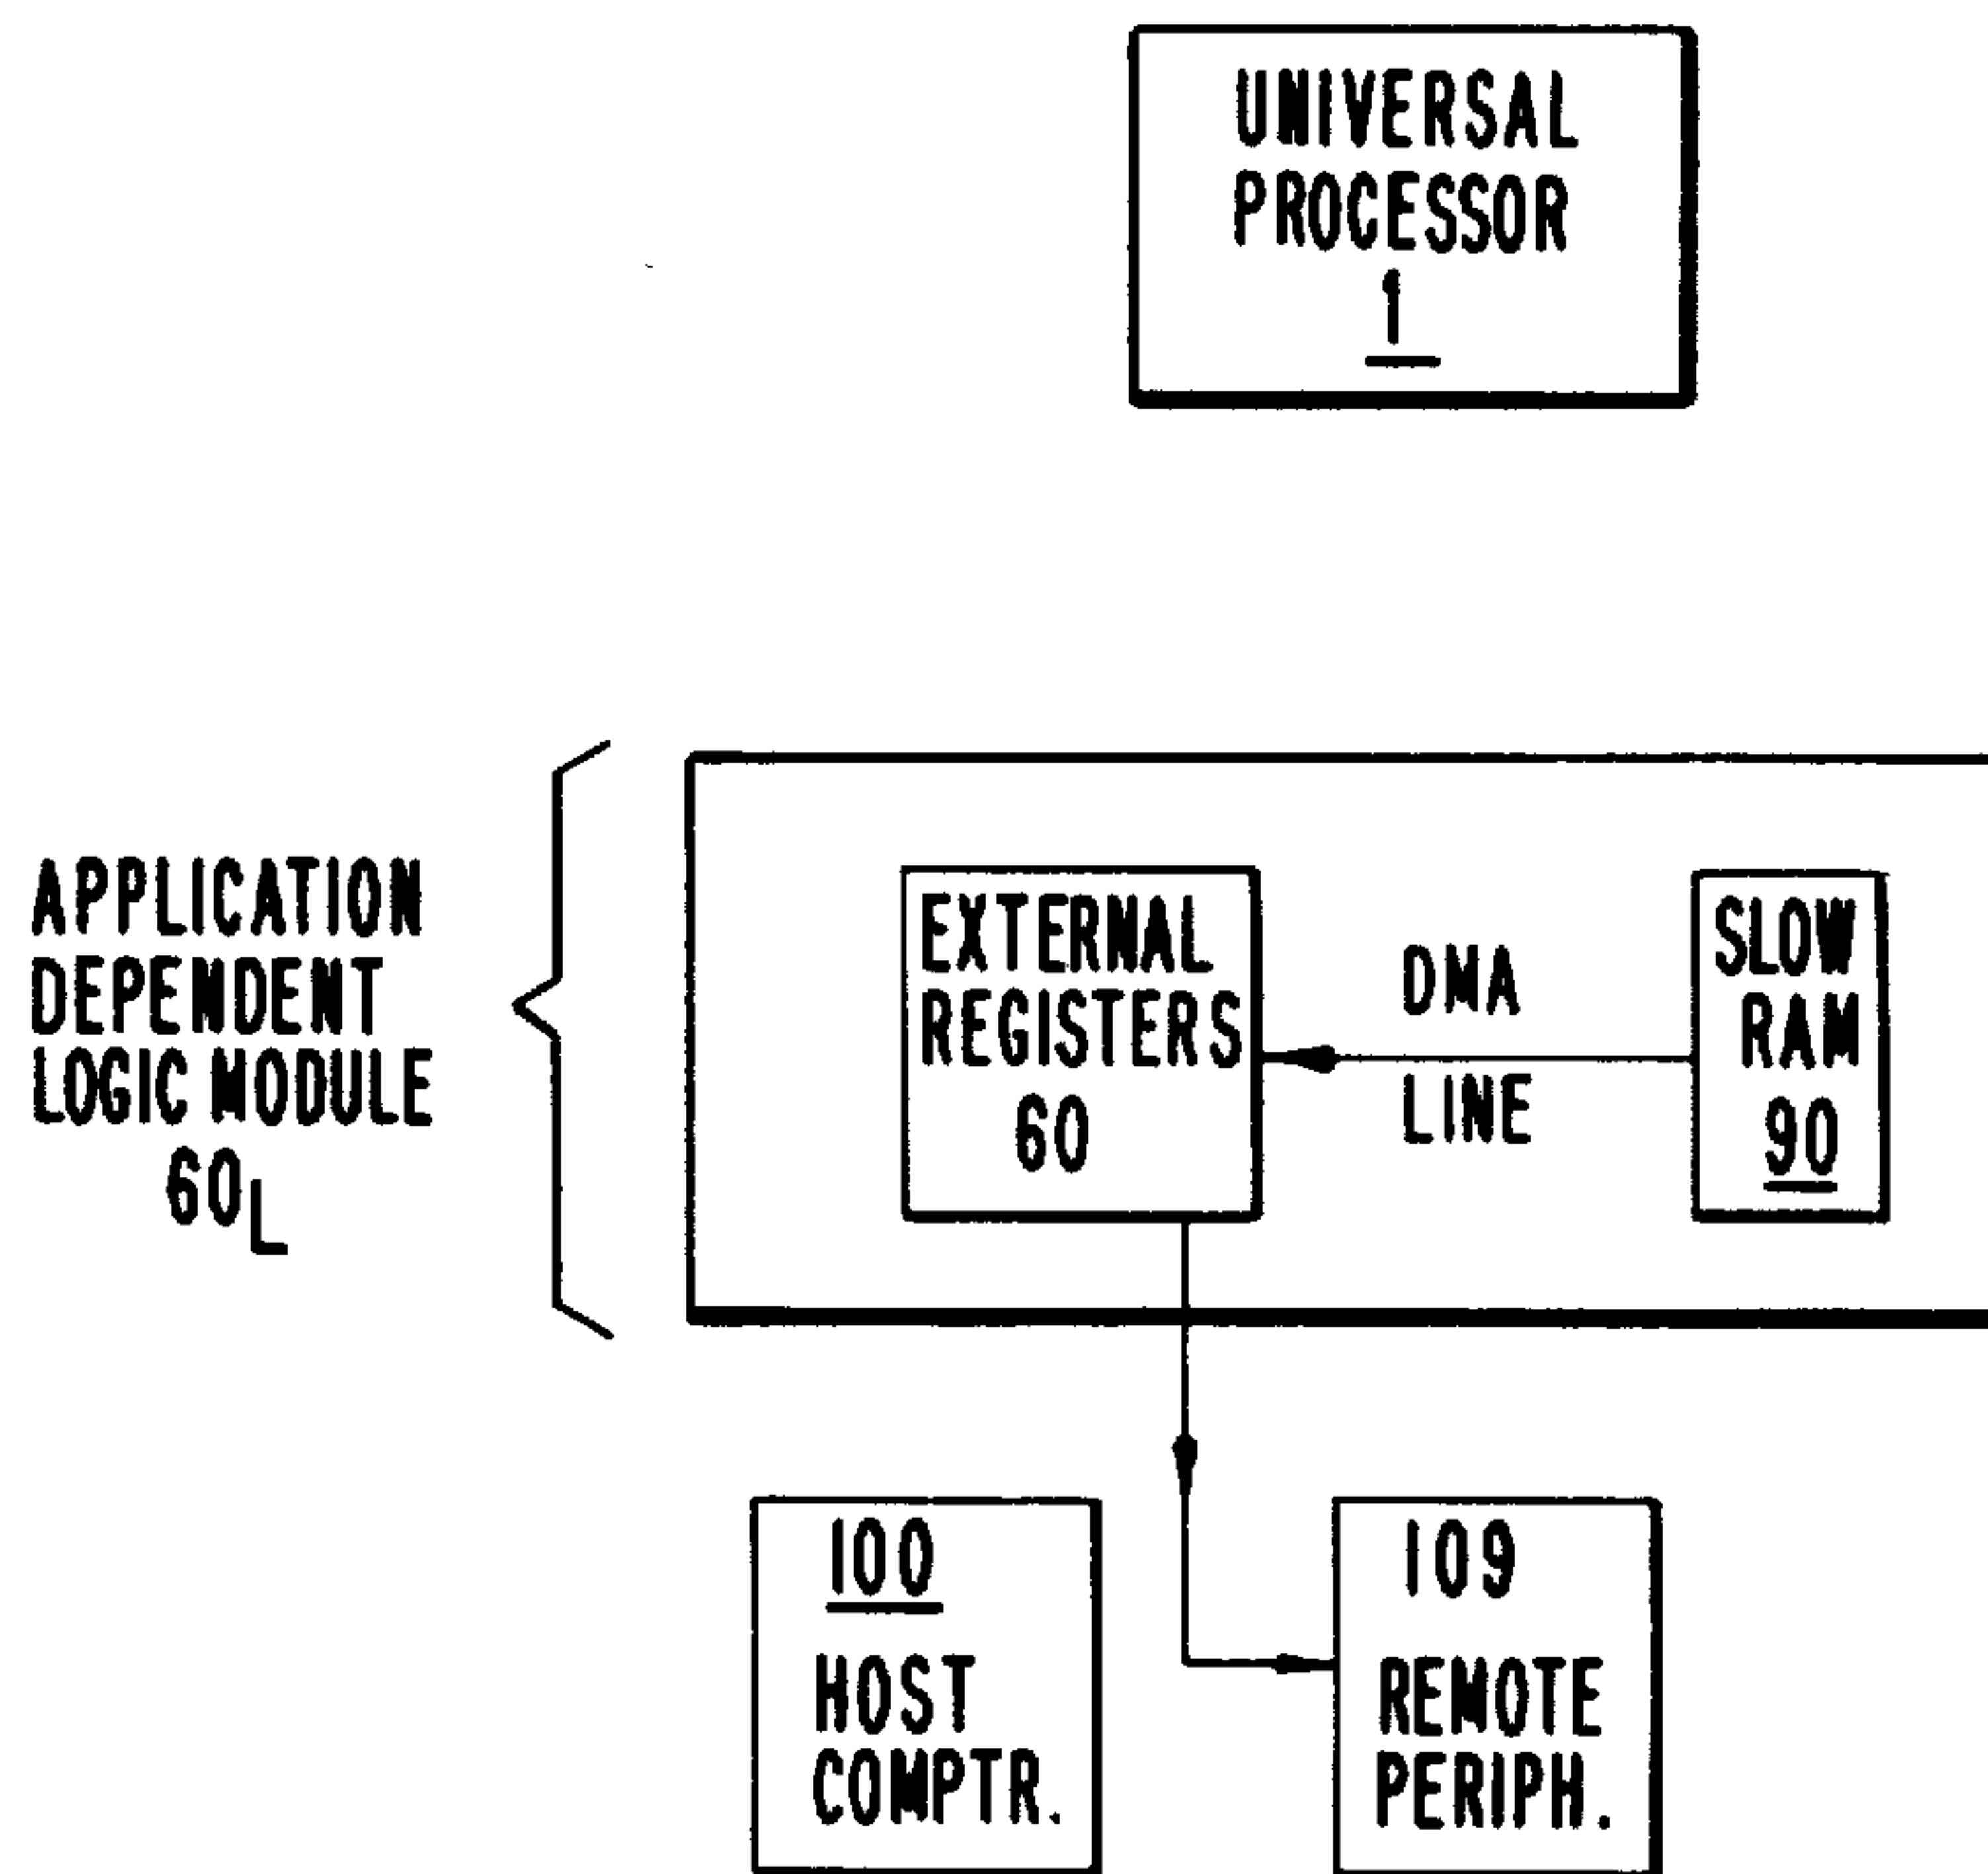 UNIVERSAL
PROCESSOR
1
APPLICATION
DEPENDENT
LOGIC MODULE
60L
EXTERNAL
REGISTERS
60
DMA
LINE
SLOW
RAM
90
100
HOST
COMPTR.
109
REMOTE
PERIPH.